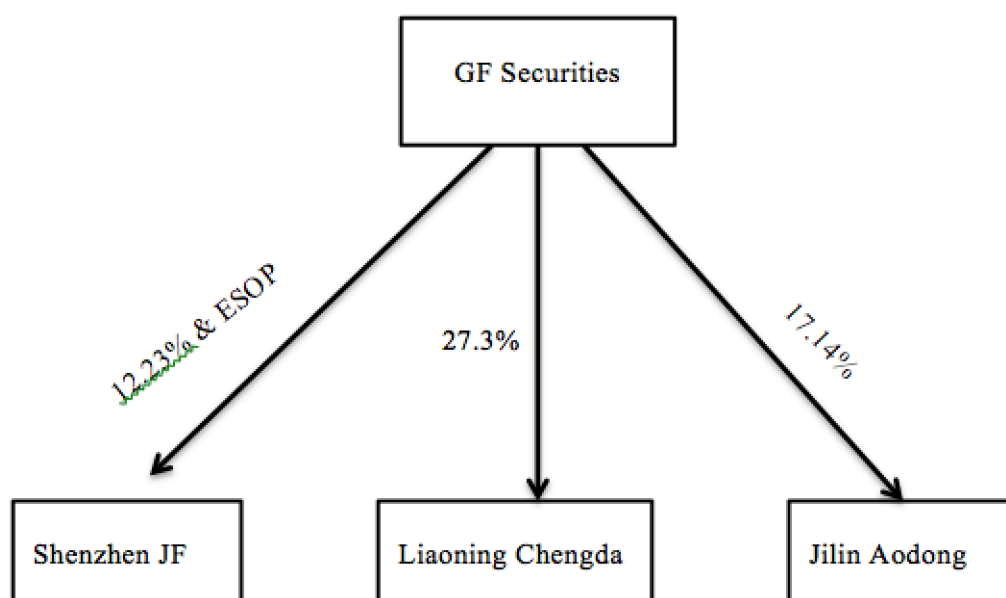 GF Securities
12.23% & ESOP
27.3%
17.14%
Shenzhen JF
Liaoning Chengda
Jilin Aodong